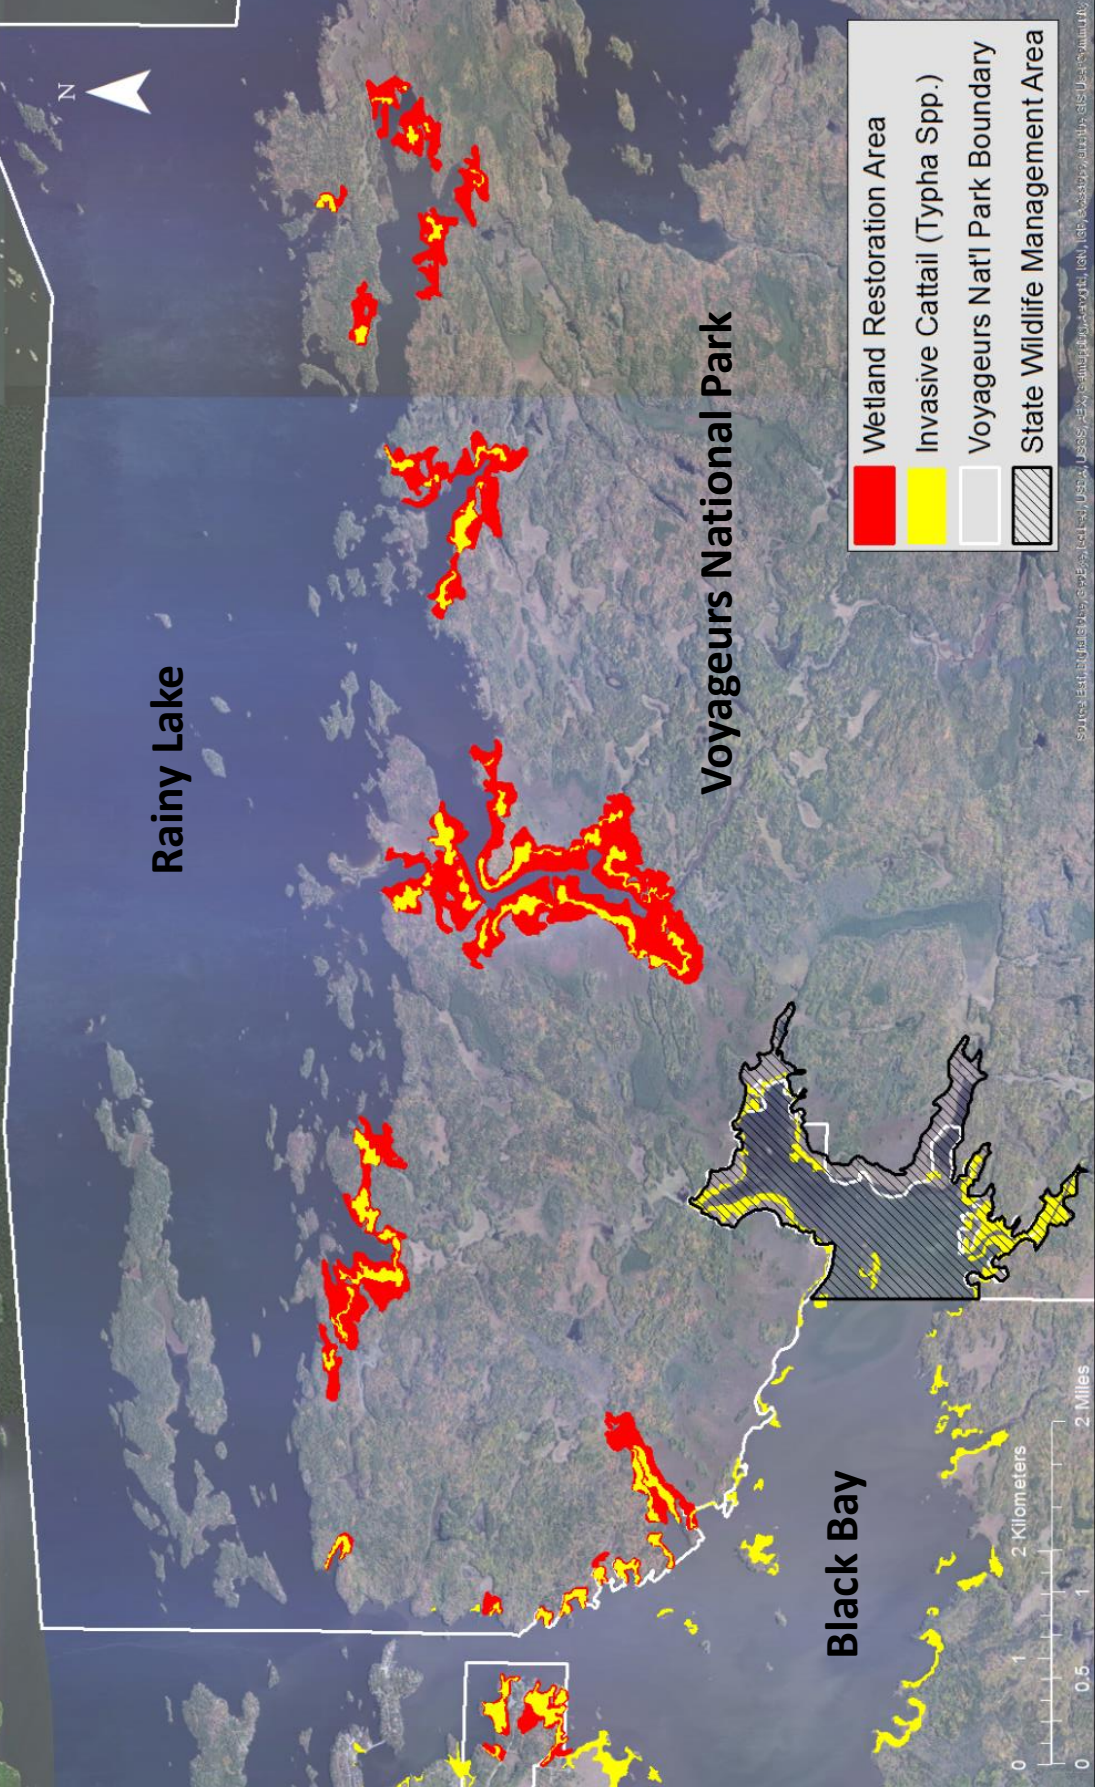 N
Rainy Lake
Voyageurs National Park
Black Bay
Wetland Restoration Area
Invasive Cattail (Typha Spp.)
Voyageurs Nat'l Park Boundary
State Wildlife Management Area
0 1 2 Kilometers
0 0.5 1 2 Miles